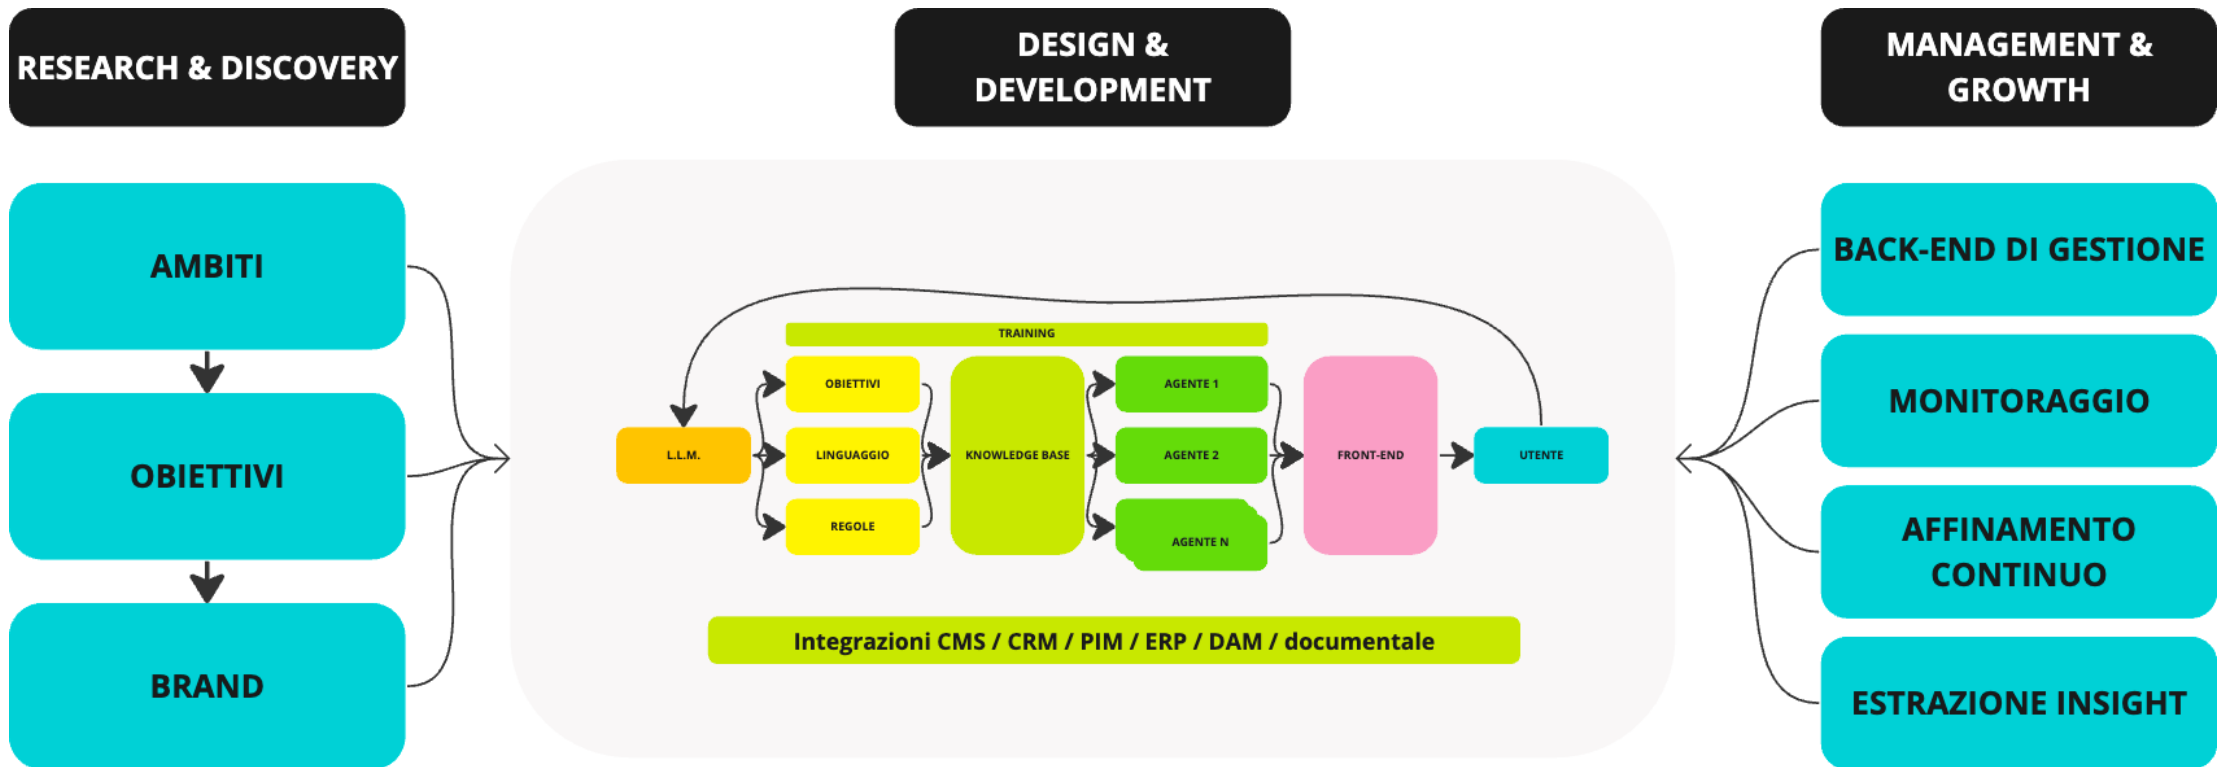 RESEARCH & DISCOVERY
DESIGN &
DEVELOPMENT
MANAGEMENT &
GROWTH
AMBITI
OBIETTIVI
BRAND
TRAINING
L.L.M.
OBIETTIVI
LINGUAGGIO
REGOLE
KNOWLEDGE BASE
AGENTE 1
AGENTE 2
AGENTE N
FRONT-END
UTENTE
Integrazioni CMS / CRM / PIM / ERP / DAM / documentale
BACK-END DI GESTIONE
MONITORAGGIO
AFFINAMENTO
CONTINUO
ESTRAZIONE INSIGHT